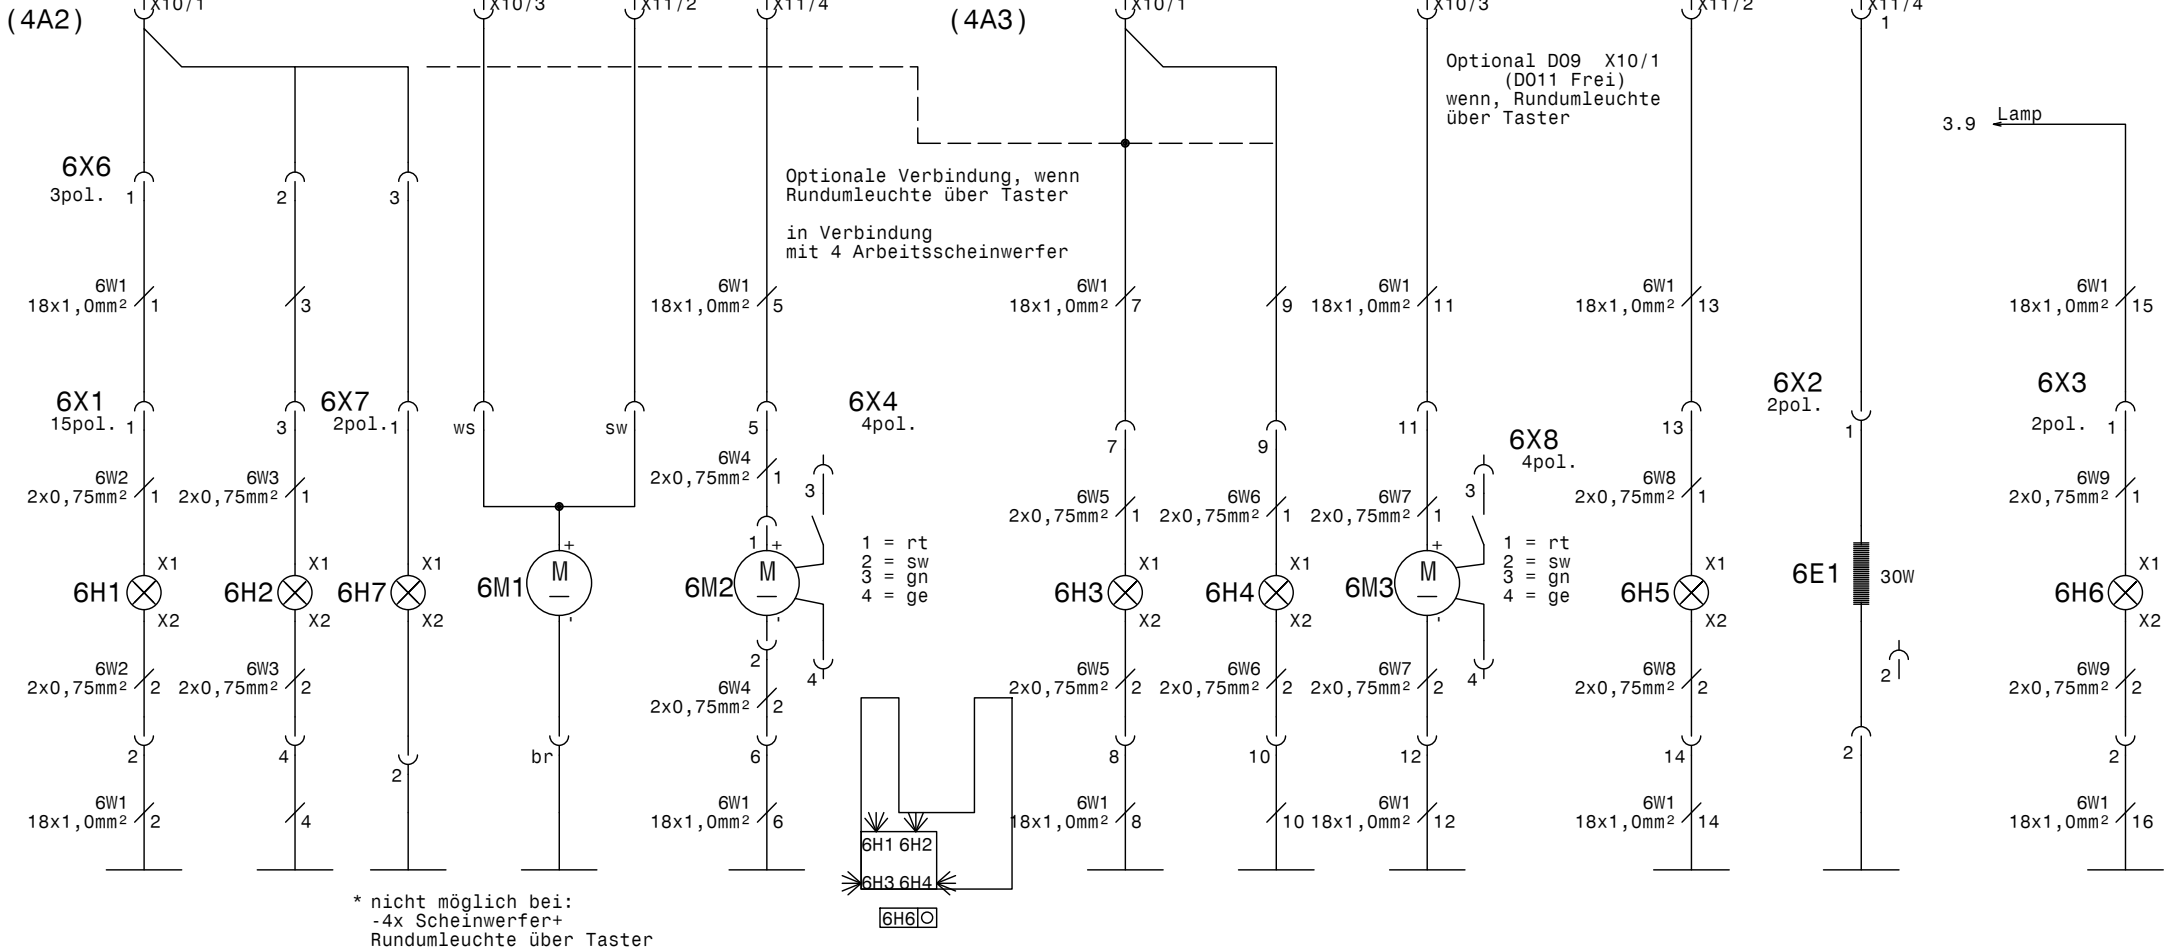 (4A2)
X10/1
X10/3
X11/2
X11/4
(4A3)
X10/1
X10/3
X11/2
X11/4
1
Optional DO9 X10/1
(DO11 Frei)
wenn, Rundumleuchte
über Taster
3.9
Lamp
6X6
3pol.
1
2
3
Optionale Verbindung, wenn
Rundumleuchte über Taster
in Verbindung
mit 4 Arbeitsscheinwerfer
6W1
18x1,0mm² 1
3
6W1
18x1,0mm² 5
6W1
18x1,0mm² 7
9
6W1
18x1,0mm² 11
6W1
18x1,0mm² 13
6W1
18x1,0mm² 15
6X1
15pol. 1
3
6X7
2pol. 1
ws
sw
5
6X4
4pol.
7
9
11
6X8
4pol.
13
6X2
2pol.
1
6X3
2pol. 1
6W2
2x0,75mm² 1
6W3
2x0,75mm² 1
6W4
2x0,75mm² 1
3
6W5
2x0,75mm² 1
6W6
2x0,75mm² 1
6W7
2x0,75mm² 1
3
6W8
2x0,75mm² 1
6W9
2x0,75mm² 1
6H1
X1
X2
6H2
X1
X2
6H7
X1
X2
6M1
+
M
-
6M2
1
+
M
-
1 = rt
2 = sw
3 = gn
4 = ge
6H3
X1
X2
6H4
X1
X2
6M3
+
M
-
1 = rt
2 = sw
3 = gn
4 = ge
6H5
X1
X2
6E1
30W
6H6
X1
X2
6W2
2x0,75mm² 2
6W3
2x0,75mm² 2
2
6W4
2x0,75mm² 2
4
6W5
2x0,75mm² 2
6W6
2x0,75mm² 2
6W7
2x0,75mm² 2
4
6W8
2x0,75mm² 2
2
6W9
2x0,75mm² 2
2
4
2
br
6
8
10
12
14
2
2
6W1
18x1,0mm² 2
4
6W1
18x1,0mm² 6
6W1
18x1,0mm² 8
10
6W1
18x1,0mm² 12
6W1
18x1,0mm² 14
6W1
18x1,0mm² 16
6H1 6H2
6H3 6H4
6H6
* nicht möglich bei:
-4x Scheinwerfer+
Rundumleuchte über Taster